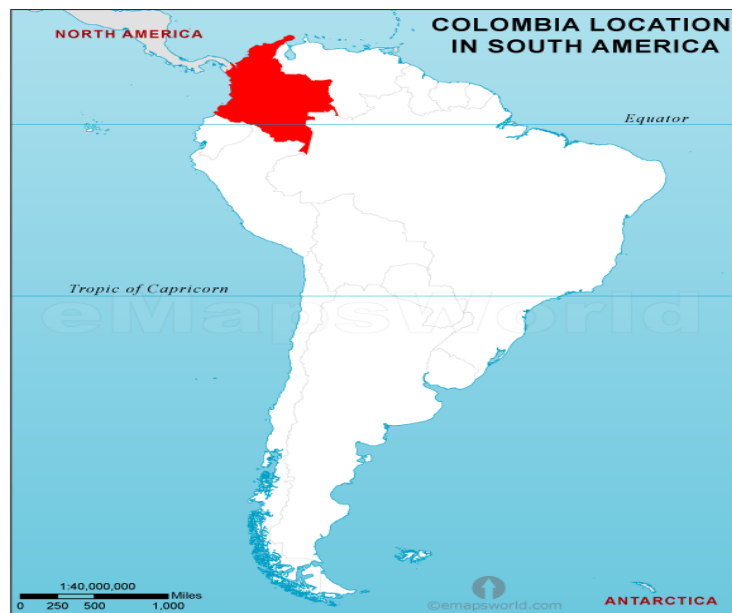 COLOMBIA LOCATION
IN SOUTH AMERICA
NORTH AMERICA
Equator
Tropic of Capricorn
eMapsWorld
1:40,000,000
Miles
0 250 500 1,000
©emapsworld.com
ANTARCTICA